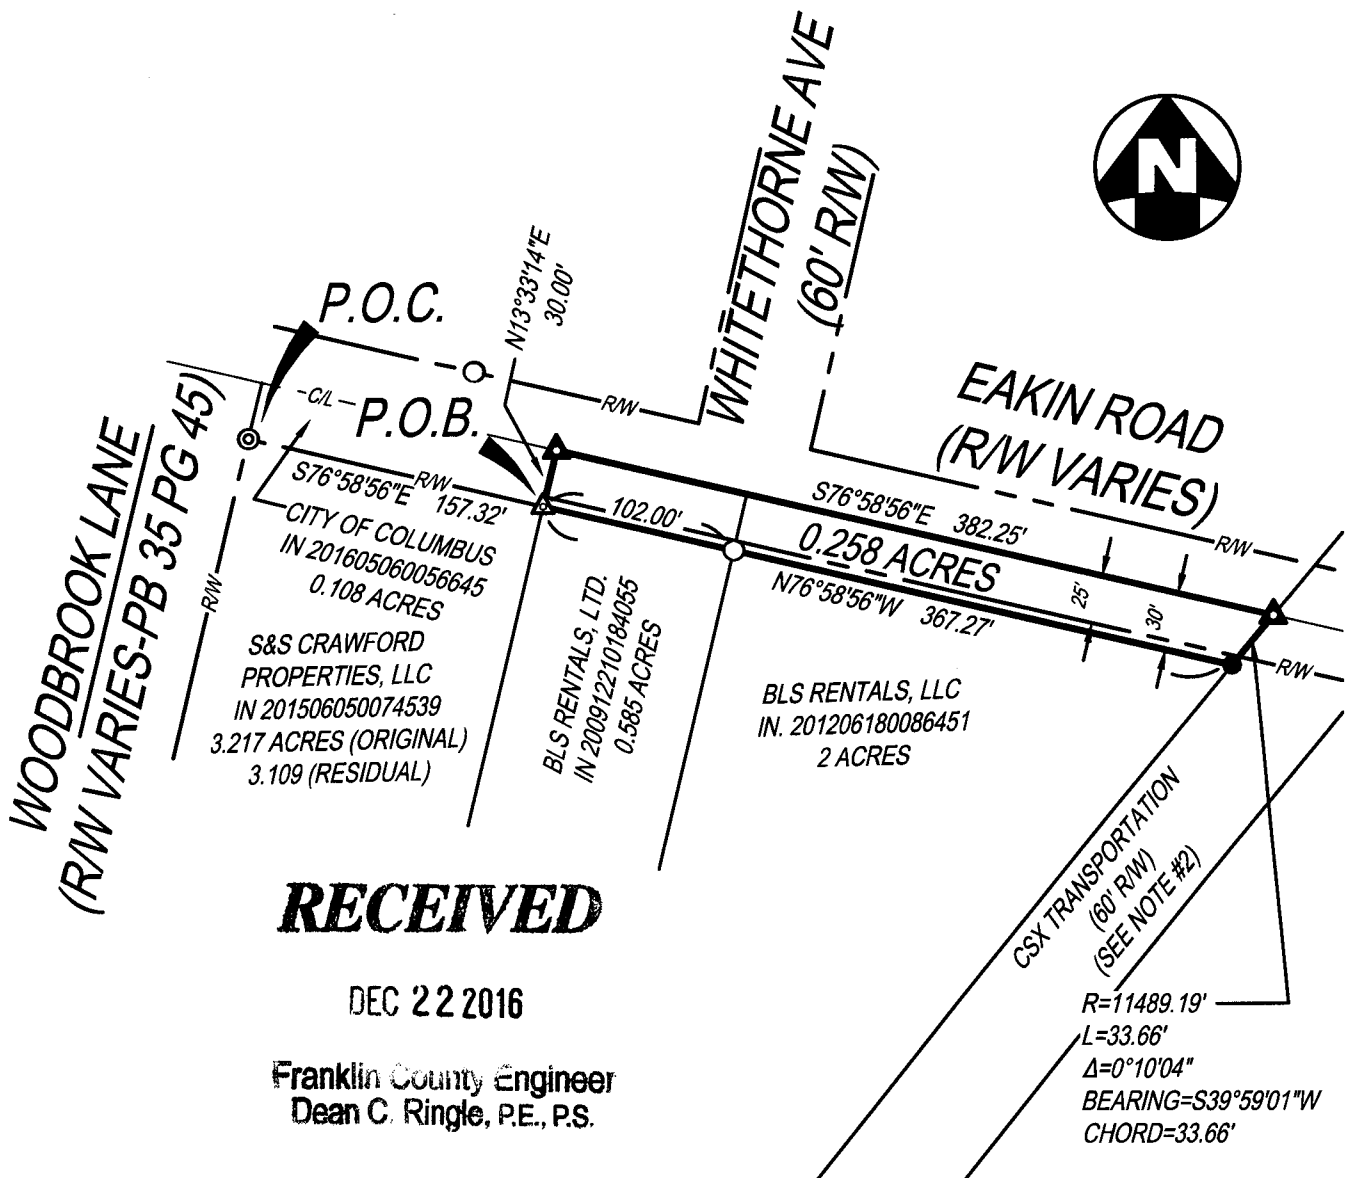 WHITETHORNE AVE
(60' R/W)
N
N13°33'14"E
30.00'
P.O.C.
C/L
P.O.B.
R/W
EAKIN ROAD
(R/W VARIES)
WOODBROOK LANE
(R/W VARIES-PB 35 PG 45)
R/W
S76°58'56"E 157.32'
R/W
102.00'
S76°58'56"E 382.25'
R/W
0.258 ACRES
N76°58'56"W 367.27'
25'
30'
R/W
CITY OF COLUMBUS
IN 201605060056645
0.108 ACRES
S&S CRAWFORD
PROPERTIES, LLC
IN 201506050074539
3.217 ACRES (ORIGINAL)
3.109 (RESIDUAL)
BLS RENTALS, LTD.
IN 200912210184055
0.585 ACRES
BLS RENTALS, LLC
IN. 201206180086451
2 ACRES
CSX TRANSPORTATION
(60' R/W)
(SEE NOTE #2)
R=11489.19'
L=33.66'
Δ=0°10'04"
BEARING=S39°59'01"W
CHORD=33.66'
RECEIVED
DEC 22 2016
Franklin County Engineer
Dean C. Ringle, P.E., P.S.